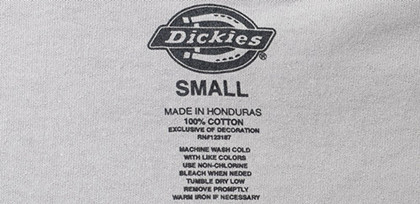 Dickies
®
SMALL
MADE IN HONDURAS
100% COTTON
EXCLUSIVE OF DECORATION
RN#123187
MACHINE WASH COLD
WITH LIKE COLORS
USE NON-CHLORINE
BLEACH WHEN NEDED
TUMBLE DRY LOW
REMOVE PROMPTLY
WARM IRON IF NECESSARY